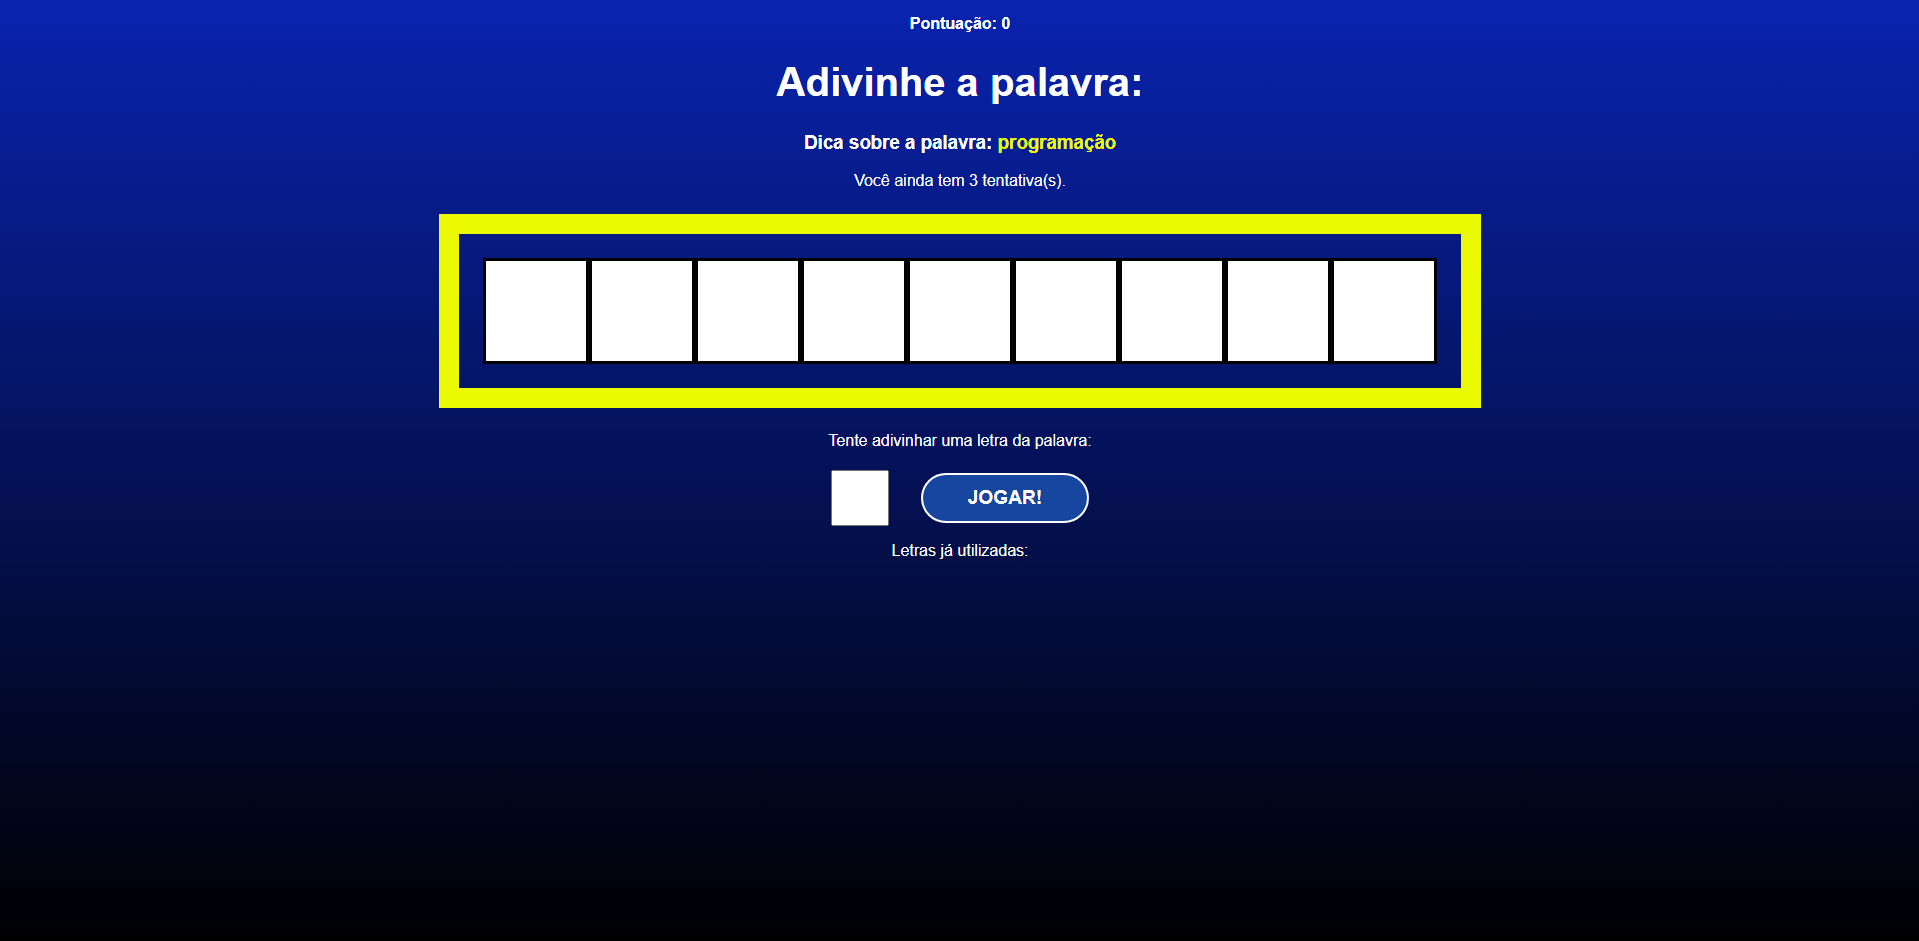 Pontuação: 0
Adivinhe a palavra:
Dica sobre a palavra: programação
Você ainda tem 3 tentativa(s).
Tente adivinhar uma letra da palavra:
JOGAR!
Letras já utilizadas: